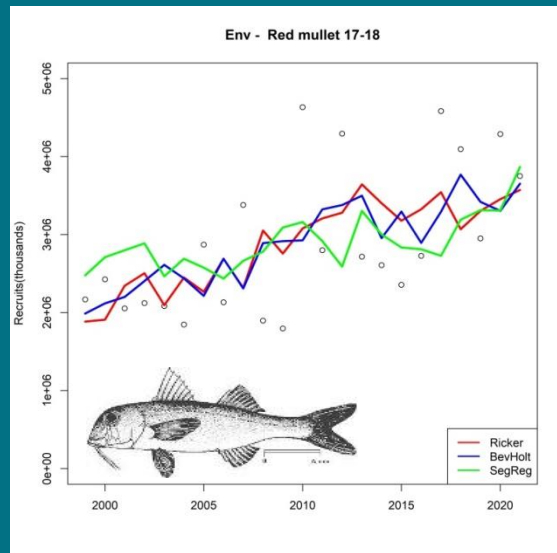 Env - Red mullet 17-18
Recruits(thousands)
5e+06
4e+06
3e+06
2e+06
1e+06
0e+00
2000
2005
2010
2015
2020
Ricker
BevHolt
SegReg